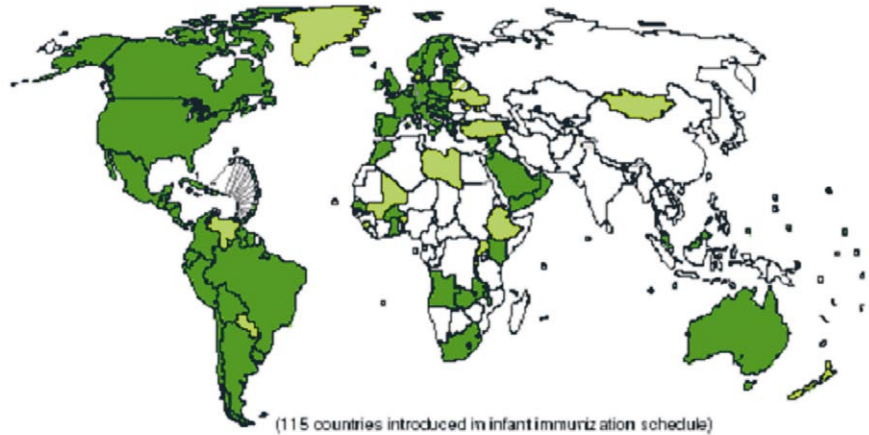 (115 countries introduced in infant immunization schedule)